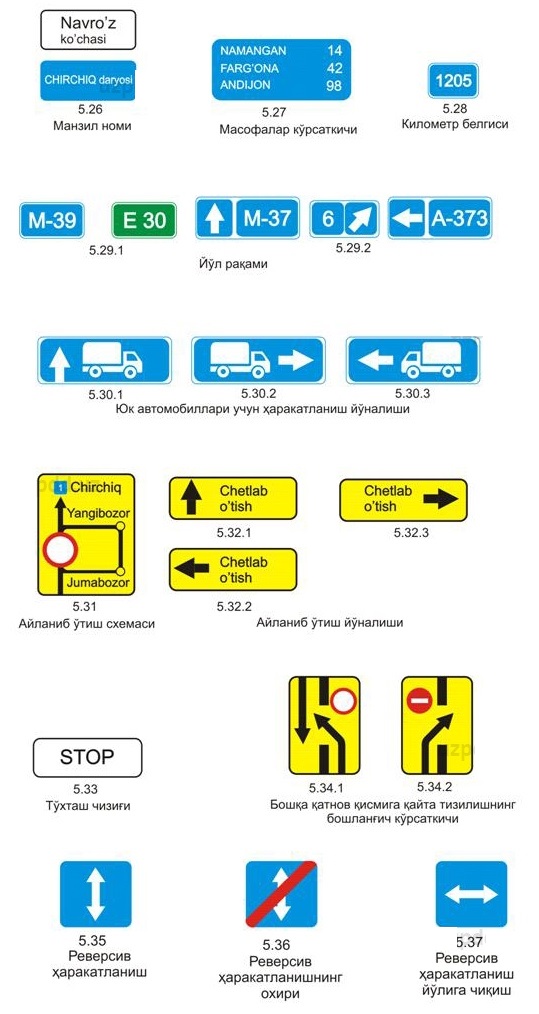 Navro'z
ko'chasi
CHIRCHIQ daryosi
5.26
Манзил номи
NAMANGAN 14
FARG'ONA 42
ANDIJON 98
5.27
Масофалар кўрсаткичи
1205
5.28
Километр белгиси
M-39
E 30
5.29.1
M-37
6
A-373
5.29.2
Йўл рақами
5.30.1
5.30.2
5.30.3
Юк автомобиллари учун ҳаракатланиш йўналиши
1 Chirchiq
Yangibozor
Jumabozor
5.31
Айланиб ўтиш схемаси
Chetlab
o'tish
5.32.1
Chetlab
o'tish
5.32.3
Chetlab
o'tish
5.32.2
Айланиб ўтиш йўналиши
STOP
5.33
Тўхташ чизиғи
5.34.1
5.34.2
Бошқа қатнов қисмига қайта тизилишнинг
бошланғич кўрсаткичи
5.35
Реверсив
ҳаракатланиш
5.36
Реверсив
ҳаракатланишнинг
охири
5.37
Реверсив
ҳаракатланиш
йўлига чиқиш